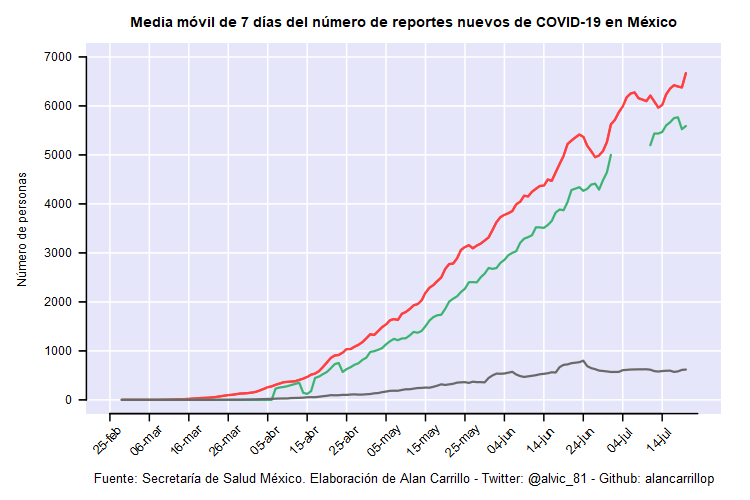 Media móvil de 7 días del número de reportes nuevos de COVID-19 en México
Número de personas
7000
6000
5000
4000
3000
2000
1000
0
25-feb
06-mar
16-mar
26-mar
05-abr
15-abr
25-abr
05-may
15-may
25-may
04-jun
14-jun
24-jun
04-jul
14-jul
Fuente: Secretaría de Salud México. Elaboración de Alan Carrillo - Twitter: @alvic_81 - Github: alancarrillop